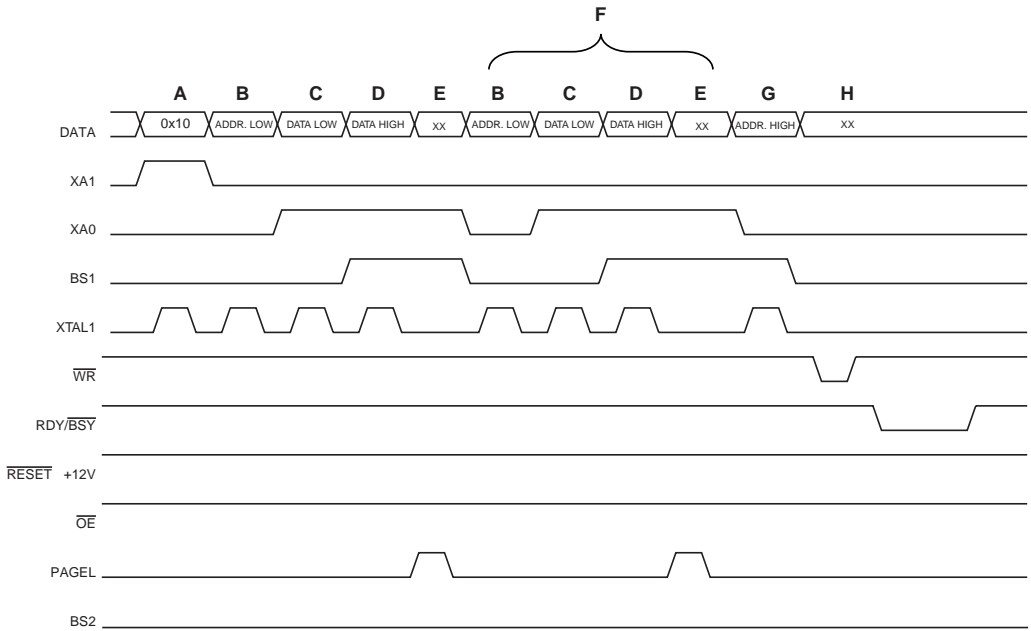 F
A B C D E B C D E G H
DATA 0x10 ADDR. LOW DATA LOW DATA HIGH XX ADDR. LOW DATA LOW DATA HIGH XX ADDR. HIGH XX
XA1
XA0
BS1
XTAL1
WR
RDY/BSY
RESET +12V
OE
PAGEL
BS2